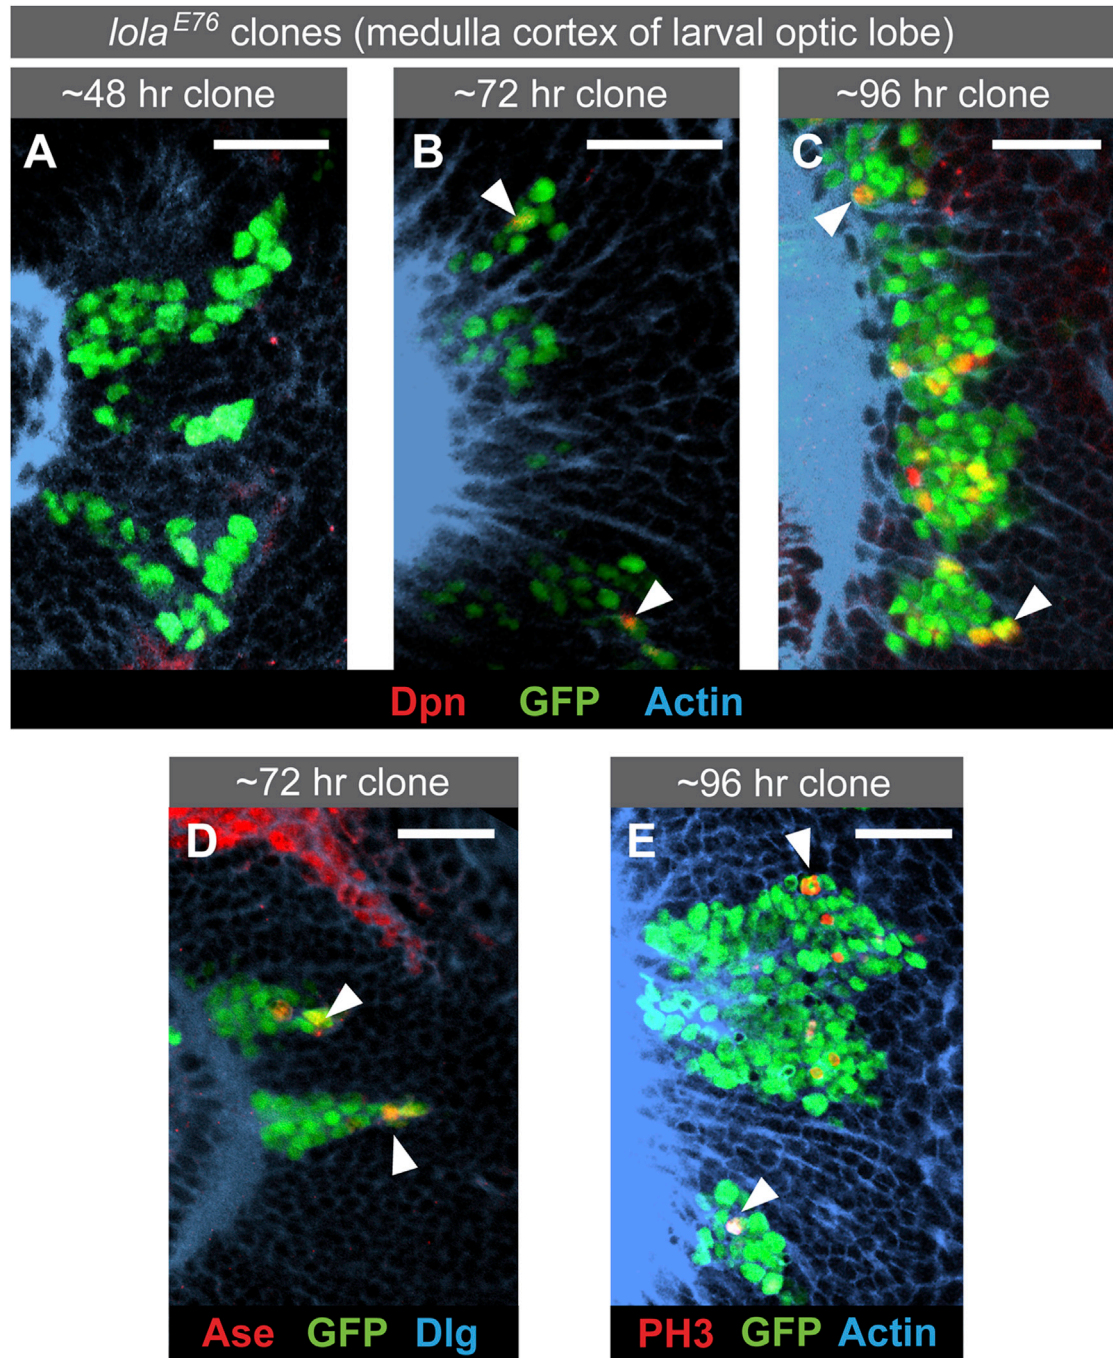 lola^E76 clones (medulla cortex of larval optic lobe)
~48 hr clone
~72 hr clone
~96 hr clone
A
B
C
Dpn GFP Actin
~72 hr clone
~96 hr clone
D
E
Ase GFP Dlg
PH3 GFP Actin